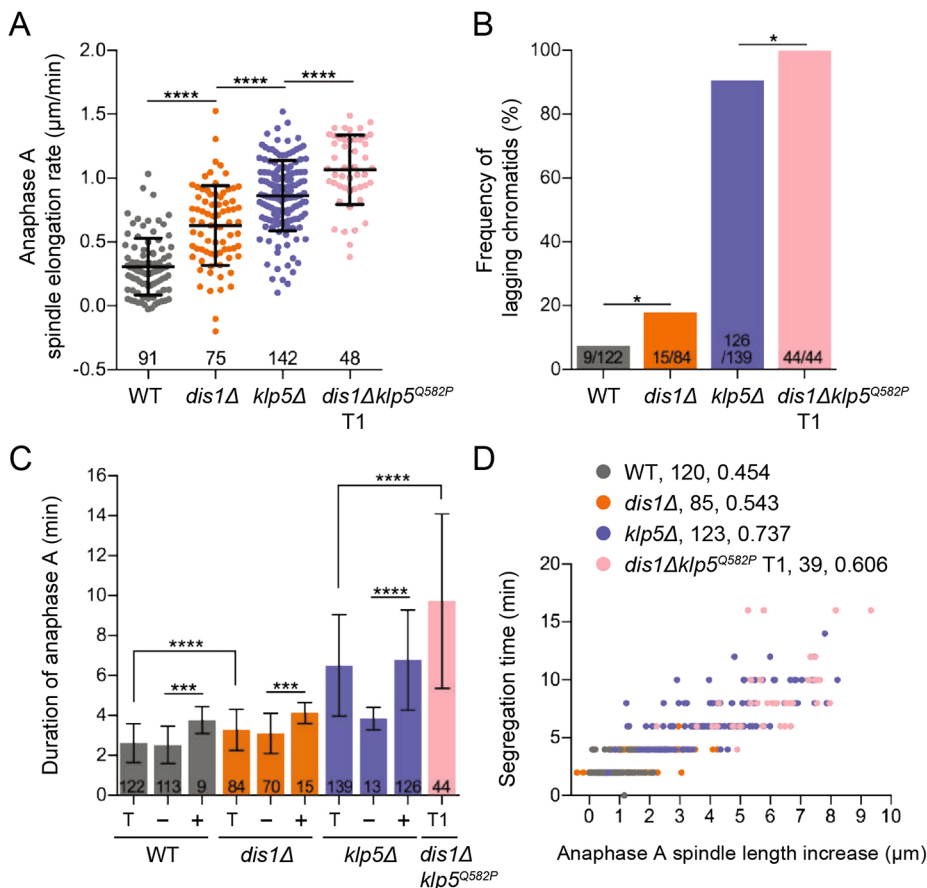 A
Anaphase A
spindle elongation rate (µm/min)
2.0
1.5
1.0
0.5
0.0
-0.5
****
****
****
91
75
142
48
WT
dis1Δ
klp5Δ
dis1Δklp5Q582P
T1
B
Frequency of
lagging chromatids (%)
100
80
60
40
20
0
*
*
9/122
15/84
126
/139
44/44
WT
dis1Δ
klp5Δ
dis1Δklp5Q582P
T1
C
Duration of anaphase A (min)
16
14
12
10
8
6
4
2
0
****
***
***
****
****
122
113
9
84
70
15
139
13
126
44
T
–
+
T
–
+
T
–
+
T1
WT
dis1Δ
klp5Δ
dis1Δ
klp5Q582P
D
WT, 120, 0.454
dis1Δ, 85, 0.543
klp5Δ, 123, 0.737
dis1Δklp5Q582P T1, 39, 0.606
Segregation time (min)
20
15
10
5
0
0 1 2 3 4 5 6 7 8 9 10
Anaphase A spindle length increase (µm)